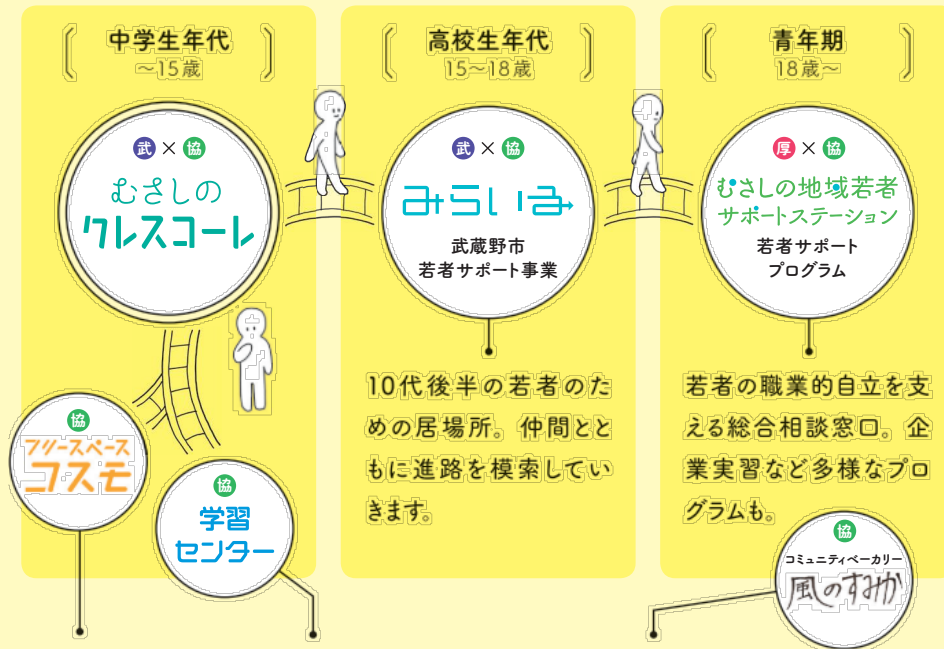 中学生年代
～15歳
武×協
むさしの
クレスコーレ
協
フリースペース
コスモ
協
学習
センター
高校生年代
15～18歳
武×協
みらいる
武蔵野市
若者サポート事業
10代後半の若者のた
めの居場所。仲間とと
もに進路を模索してい
きます。
青年期
18歳～
厚×協
むさしの地域若者
サポートステーション
若者サポート
プログラム
若者の職業的自立を支
える総合相談窓口。企
業実習など多様なプロ
グラムも。
協
コミュニティベーカリー
風のすみか